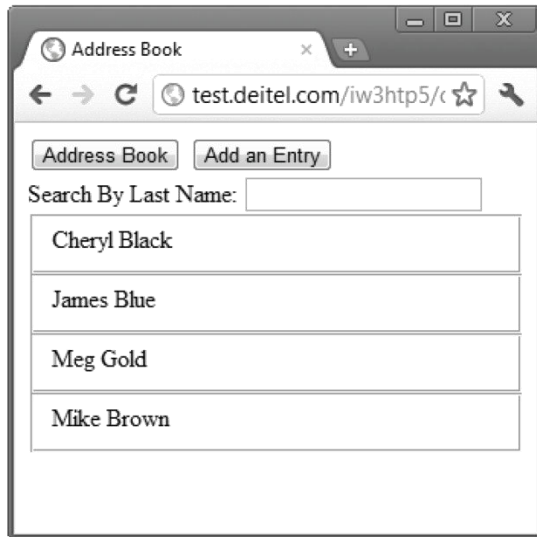 Address Book
test.deitel.com/iw3htp5/
Address Book Add an Entry
Search By Last Name:
Cheryl Black
James Blue
Meg Gold
Mike Brown